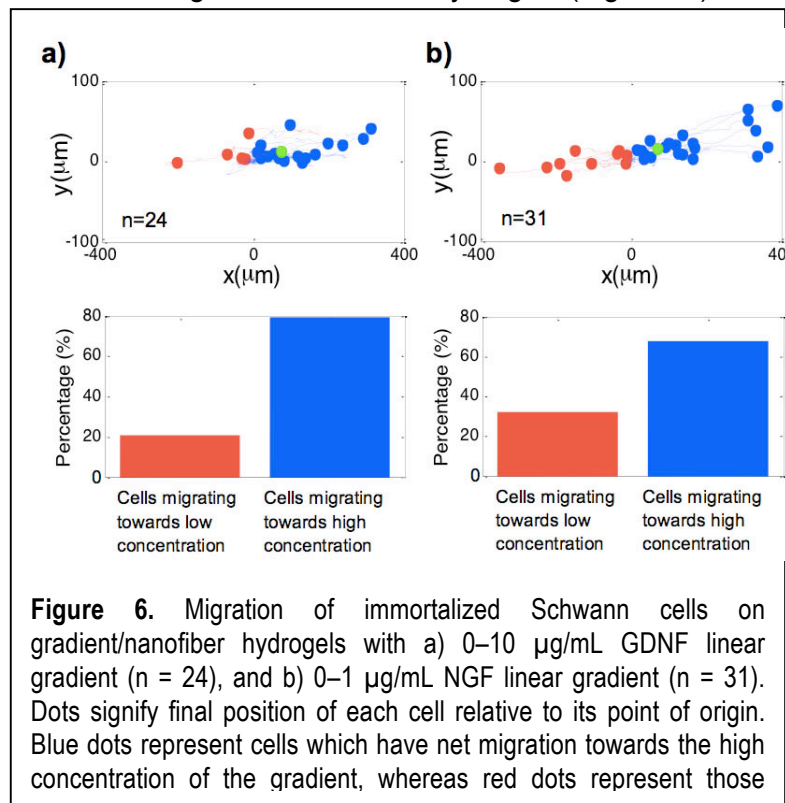 a)
b)
100
0
-100
y(μm)
n=24
-400
0
400
x(μm)
100
0
-100
y(μm)
n=31
-400
0
40
x(μm)
80
60
40
20
0
Percentage (%)
Cells migrating
towards low
concentration
Cells migrating
towards high
concentration
80
60
40
20
0
Percentage (%)
Cells migrating
towards low
concentration
Cells migrating
towards high
concentration
Figure 6. Migration of immortalized Schwann cells on
gradient/nanofiber hydrogels with a) 0–10 μg/mL GDNF linear
gradient (n = 24), and b) 0–1 μg/mL NGF linear gradient (n = 31).
Dots signify final position of each cell relative to its point of origin.
Blue dots represent cells which have net migration towards the high
concentration of the gradient, whereas red dots represent those